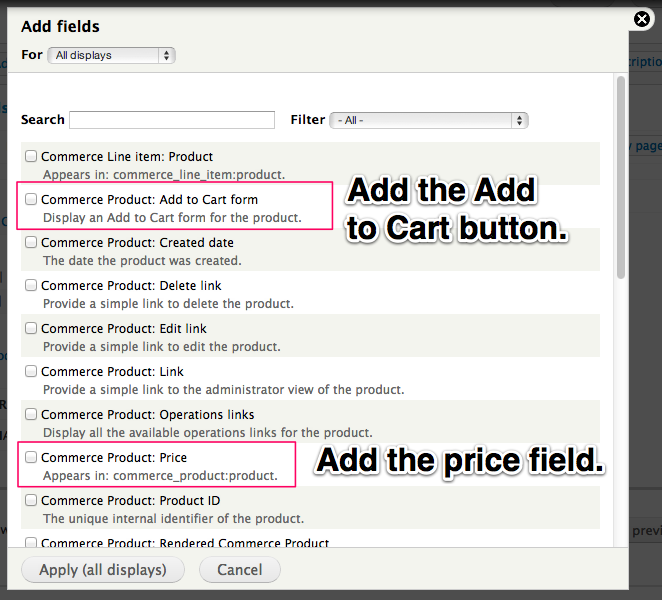 Add fields
For All displays
Search Filter - All -
Commerce Line item: Product
Appears in: commerce_line_item:product.
Commerce Product: Add to Cart form
Display an Add to Cart form for the product.
Add the Add
to Cart button.
Commerce Product: Created date
The date the product was created.
Commerce Product: Delete link
Provide a simple link to delete the product.
Commerce Product: Edit link
Provide a simple link to edit the product.
Commerce Product: Link
Provide a simple link to the administrator view of the product.
Commerce Product: Operations links
Display all the available operations links for the product.
Commerce Product: Price
Appears in: commerce_product:product.
Add the price field.
Commerce Product: Product ID
The unique internal identifier of the product.
Commerce Product: Rendered Commerce Product
Apply (all displays) Cancel